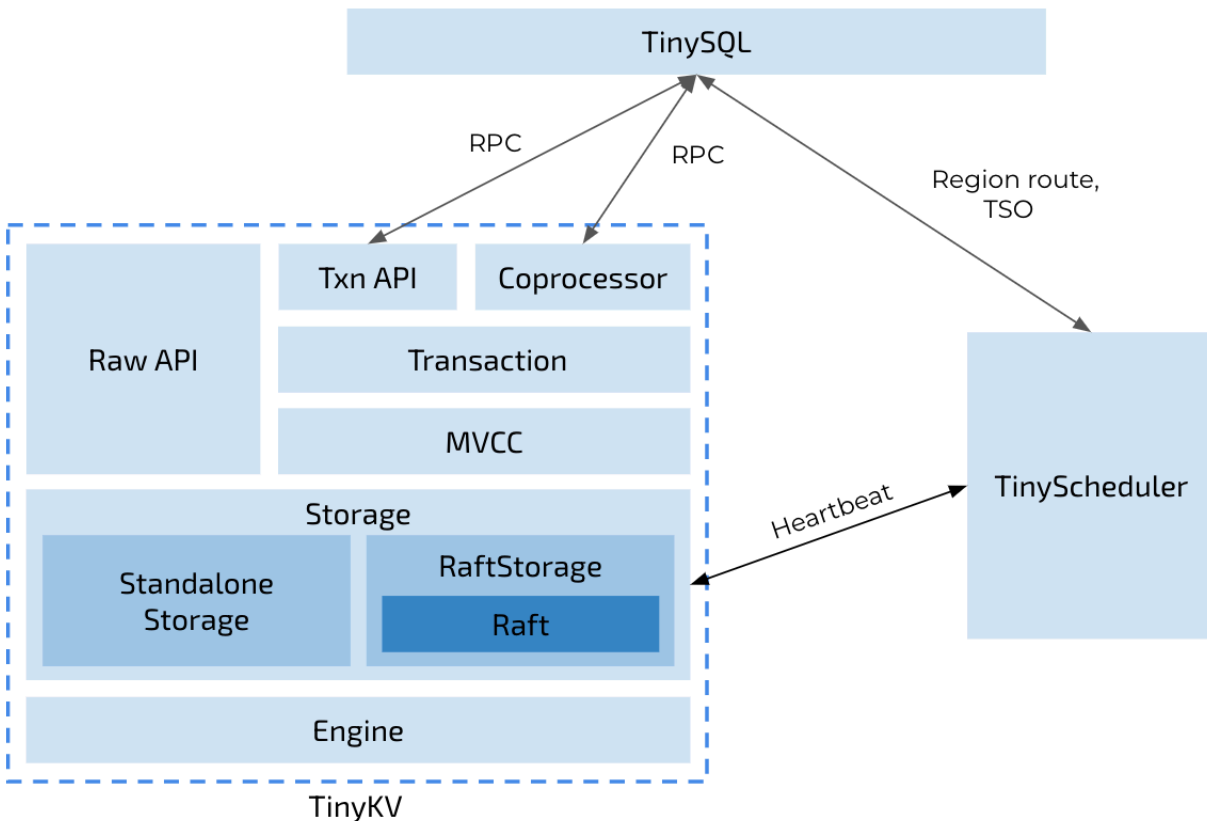 TinySQL
RPC
RPC
Region route,
TSO
Txn API
Coprocessor
Raw API
Transaction
MVCC
TinyScheduler
Heartbeat
Storage
Standalone
Storage
RaftStorage
Raft
Engine
TinyKV